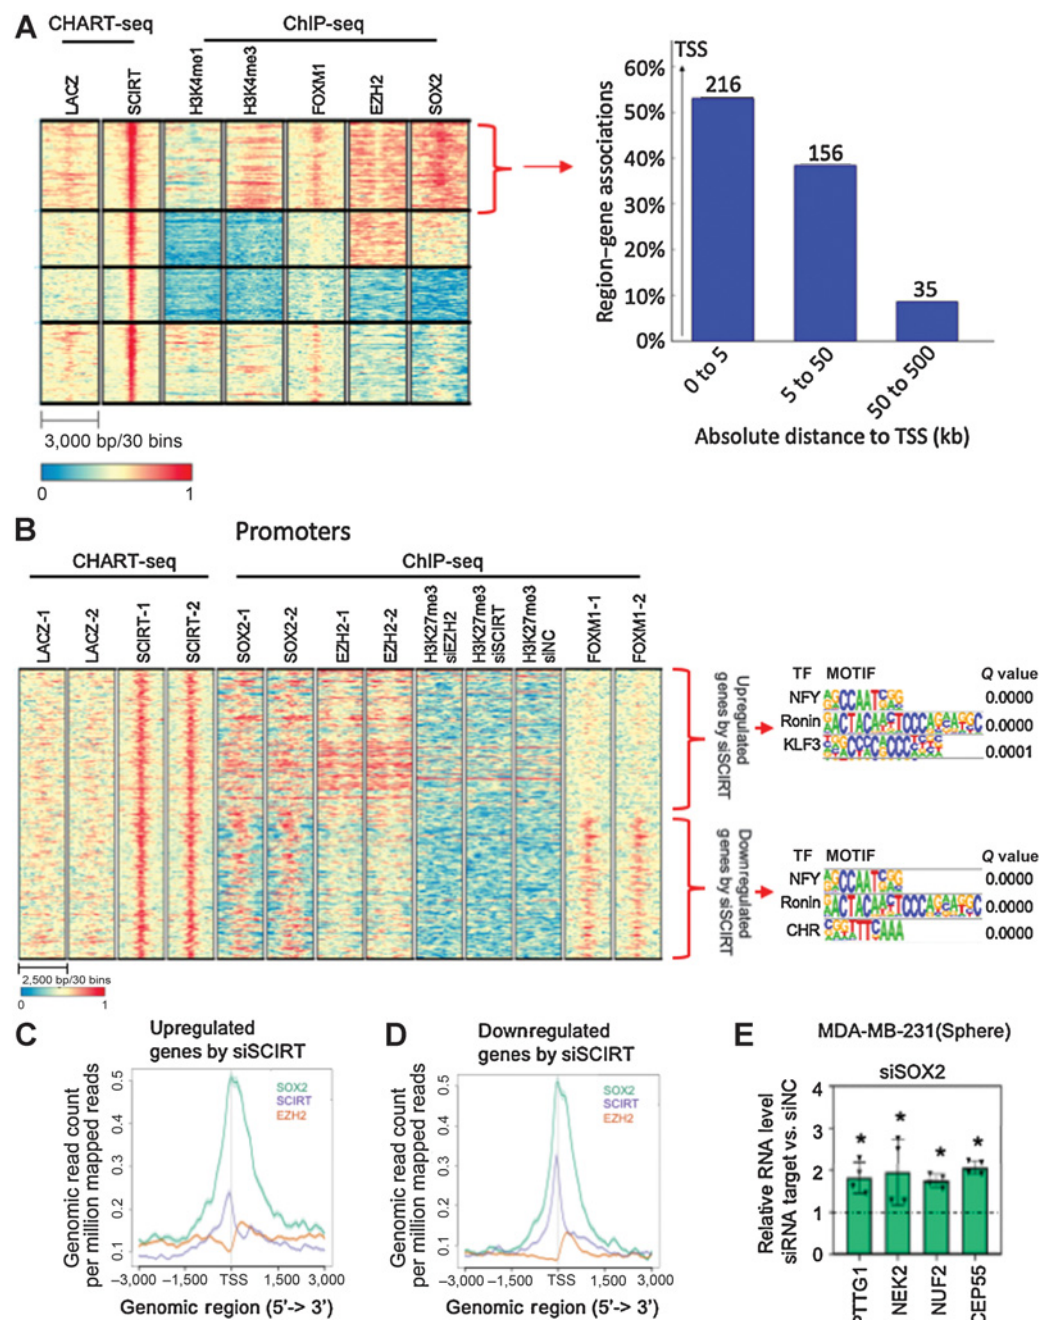 A
CHART-seq
ChIP-seq
LACZ
SCIRT
H3K4me1
H3K4me3
FOXM1
EZH2
SOX2
3,000 bp/30 bins
0
1
TSS
Region–gene associations
60%
50%
40%
30%
20%
10%
0%
216
156
35
0 to 5
5 to 50
50 to 500
Absolute distance to TSS (kb)
B
Promoters
CHART-seq
ChIP-seq
LACZ-1
LACZ-2
SCIRT-1
SCIRT-2
SOX2-1
SOX2-2
EZH2-1
EZH2-2
H3K27me3
siEZH2
H3K27me3
siSCIRT
H3K27me3
siNC
FOXM1-1
FOXM1-2
2,500 bp/30 bins
0
1
Upregulated
genes by siSCIRT
Downregulated
genes by siSCIRT
TF MOTIF Q value
NFY 0.0000
Ronin 0.0000
KLF3 0.0001
TF MOTIF Q value
NFY 0.0000
Ronin 0.0000
CHR 0.0000
C
Upregulated
genes by siSCIRT
Genomic read count
per million mapped reads
0.5
0.4
0.3
0.2
0.1
SOX2
SCIRT
EZH2
–3,000 –1,500 TSS 1,500 3,000
Genomic region (5'-> 3')
D
Downregulated
genes by siSCIRT
Genomic read count
per million mapped reads
0.5
0.4
0.3
0.2
0.1
SOX2
SCIRT
EZH2
–3,000 –1,500 TSS 1,500 3,000
Genomic region (5'-> 3')
E
MDA-MB-231(Sphere)
siSOX2
Relative RNA level
siRNA target vs. siNC
4
3
2
1
0
* * * *
PTTG1
NEK2
NUF2
CEP55